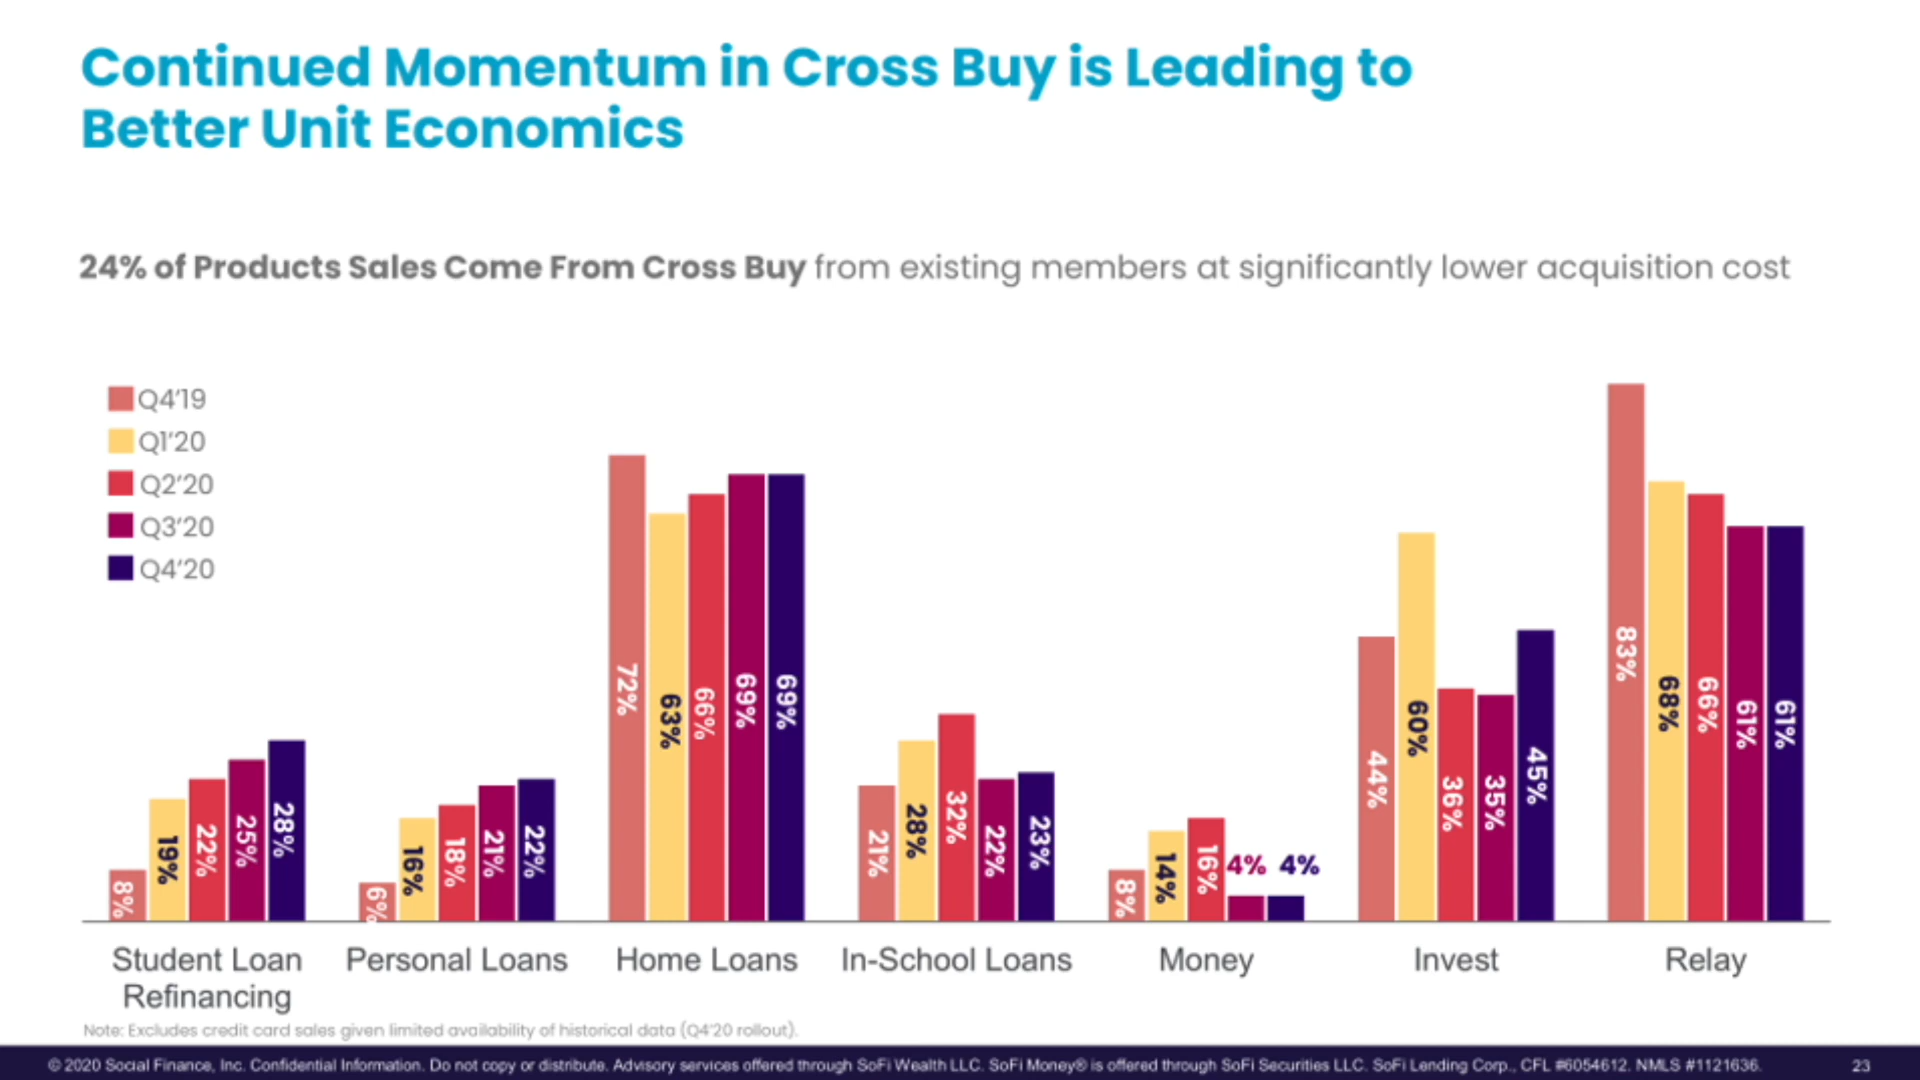 Continued Momentum in Cross Buy is Leading to
Better Unit Economics
24% of Products Sales Come From Cross Buy from existing members at significantly lower acquisition cost
Q4'19
Q1'20
Q2'20
Q3'20
Q4'20
8% 19% 22% 25% 28%
6% 16% 18% 21% 22%
72% 63% 66% 69% 69%
21% 28% 32% 22% 23%
8% 14% 16% 4% 4%
44% 60% 36% 35% 45%
83% 68% 66% 61% 61%
Student Loan
Refinancing
Personal Loans
Home Loans
In-School Loans
Money
Invest
Relay
Note: Excludes credit card sales given limited availability of historical data (Q4'20 rollout).
© 2020 Social Finance, Inc. Confidential Information. Do not copy or distribute. Advisory services offered through SoFi Wealth LLC. SoFi Money® is offered through SoFi Securities LLC. SoFi Lending Corp., CFL #6054612. NMLS #1121636.
23